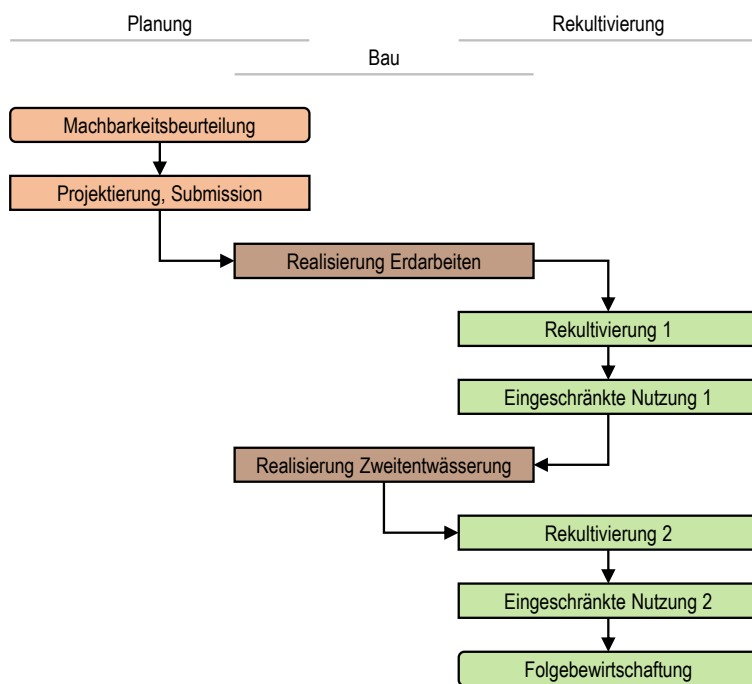 Planung
Rekultivierung
Bau
Machbarkeitsbeurteilung
Projektierung, Submission
Realisierung Erdarbeiten
Rekultivierung 1
Eingeschränkte Nutzung 1
Realisierung Zweitentwässerung
Rekultivierung 2
Eingeschränkte Nutzung 2
Folgebewirtschaftung